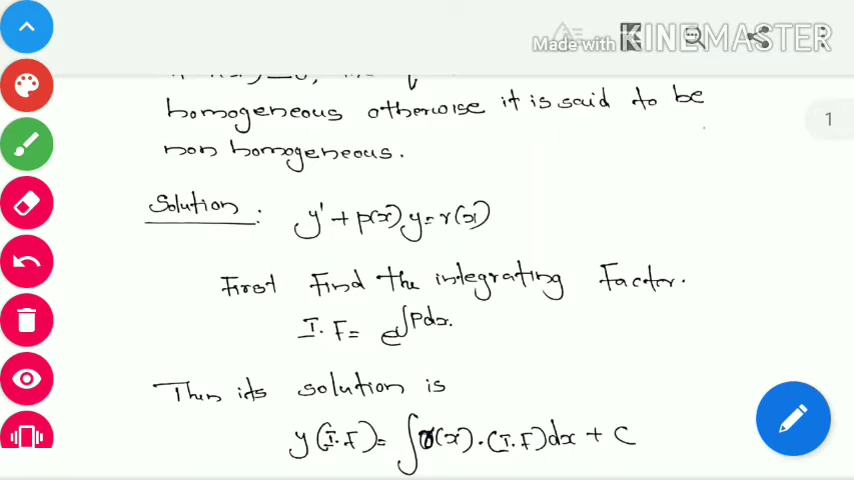 Made with KINEMASTER
homogeneous otherwise it is said to be
1
non homogeneous.
Solution : y' + p(x) y = r(x)
First Find the integrating Factor.
I. F = e^∫Pdx.
Then its solution is
y (I. F) = ∫ r(x) . (I. F) dx + C